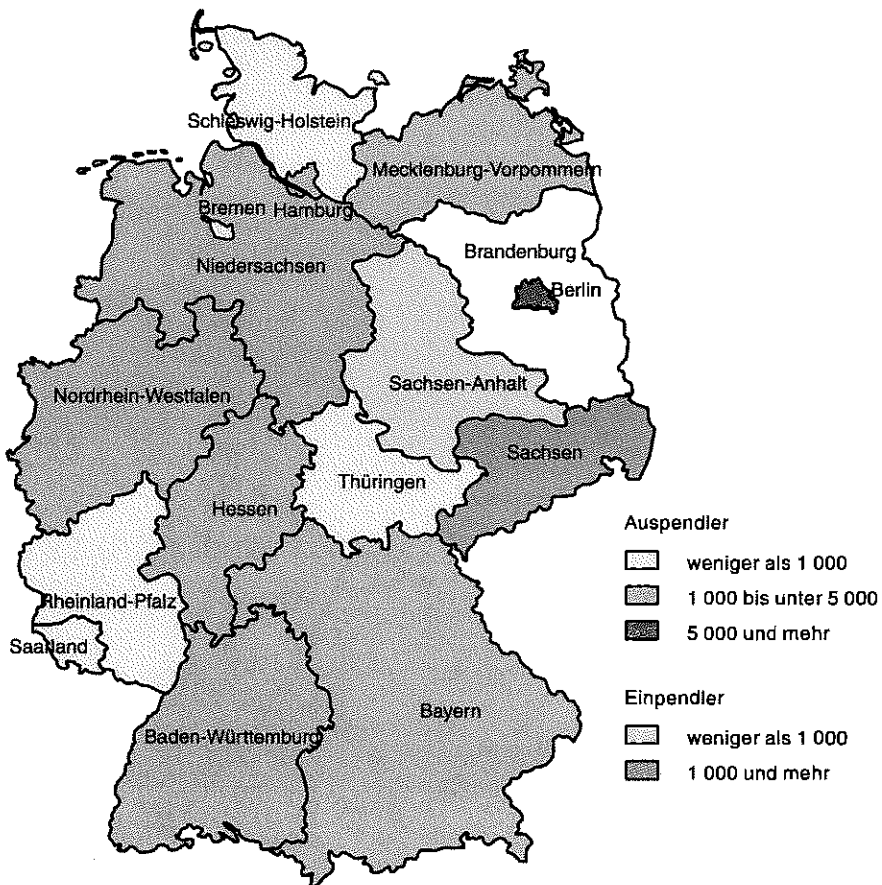 Schleswig-Holstein
Mecklenburg-Vorpommern
Bremen Hamburg
Brandenburg
Niedersachsen
Berlin
Nordrhein-Westfalen
Sachsen-Anhalt
Sachsen
Thüringen
Hessen
Rheinland-Pfalz
Saarland
Bayern
Baden-Württemburg
Auspendler
weniger als 1 000
1 000 bis unter 5 000
5 000 und mehr
Einpendler
weniger als 1 000
1 000 und mehr